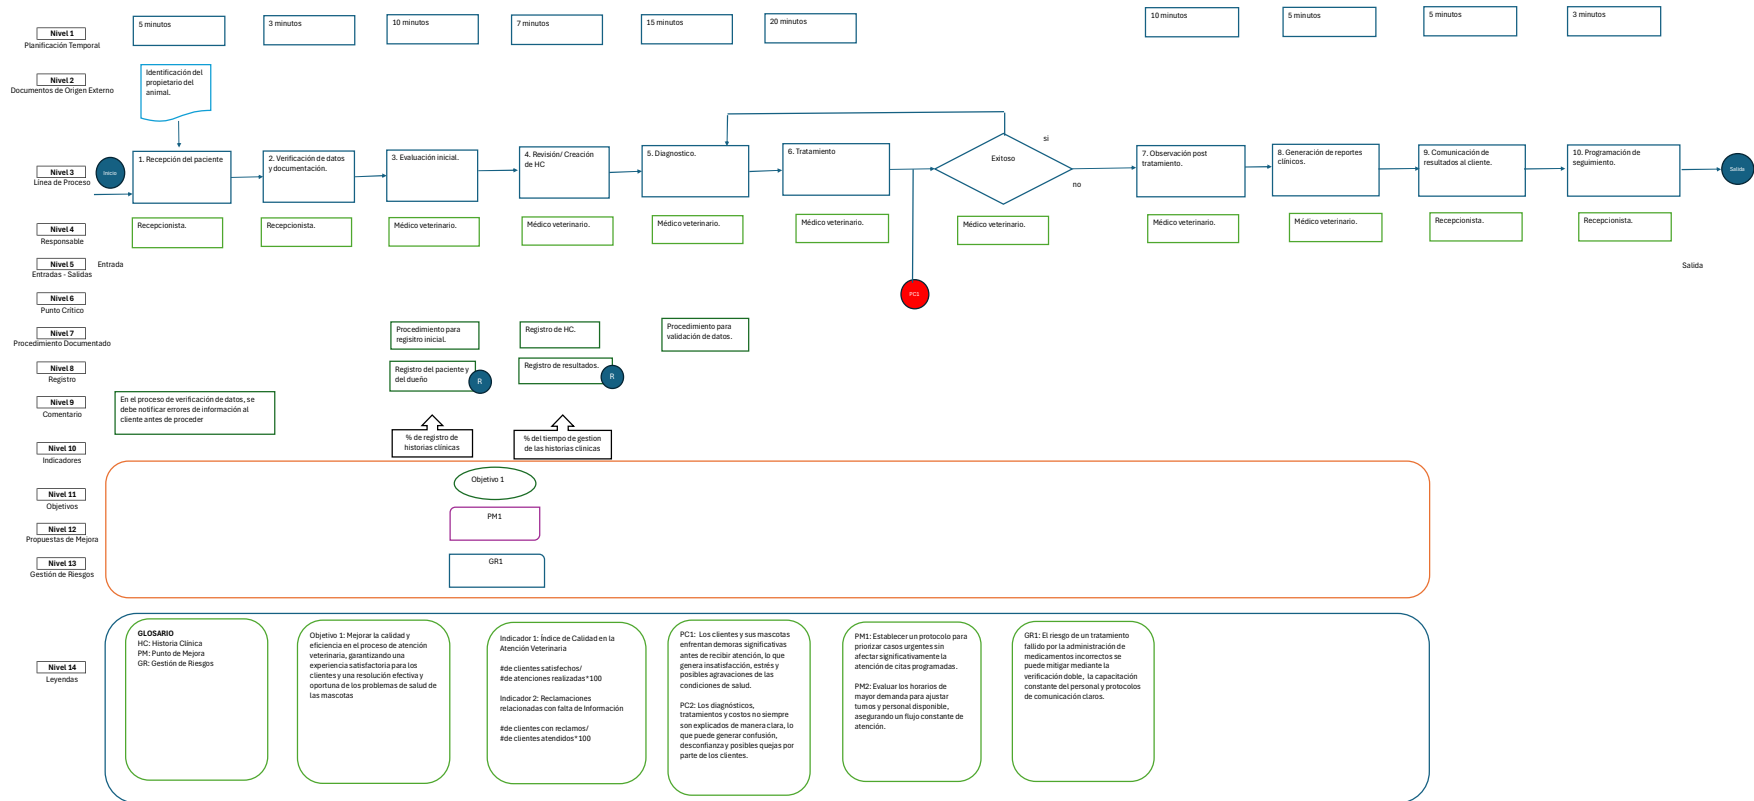 Nivel 1
Planificación Temporal
5 minutos
3 minutos
10 minutos
7 minutos
15 minutos
20 minutos
10 minutos
5 minutos
5 minutos
3 minutos
Nivel 2
Documentos de Origen Externo
Identificación del
propietario del
animal.
Nivel 3
Línea de Proceso
Inicio
1. Recepción del paciente
2. Verificación de datos
y documentación.
3. Evaluación inicial.
4. Revisión/ Creación
de HC
5. Diagnostico.
6. Tratamiento
Exitoso
si
no
7. Observación post
tratamiento.
8. Generación de reportes
clínicos.
9. Comunicación de
resultados al cliente.
10. Programación de
seguimiento.
Salida
Nivel 4
Responsable
Recepcionista.
Recepcionista.
Médico veterinario.
Médico veterinario.
Médico veterinario.
Médico veterinario.
Médico veterinario.
Médico veterinario.
Médico veterinario.
Recepcionista.
Recepcionista.
Nivel 5
Entradas - Salidas
Entrada
Salida
Nivel 6
Punto Crítico
PC1
Nivel 7
Procedimiento Documentado
Procedimiento para
regisitro inicial.
Registro de HC.
Procedimiento para
validación de datos.
Nivel 8
Registro
Registro del paciente y
del dueño
R
Registro de resultados.
R
Nivel 9
Comentario
En el proceso de verificación de datos, se
debe notificar errores de información al
cliente antes de proceder
Nivel 10
Indicadores
% de registro de
historias clínicas
% del tiempo de gestion
de las historias clinicas
Nivel 11
Objetivos
Objetivo 1
Nivel 12
Propuestas de Mejora
PM1
Nivel 13
Gestión de Riesgos
GR1
Nivel 14
Leyendas
GLOSARIO
HC: Historia Clínica
PM: Punto de Mejora
GR: Gestión de Riesgos
Objetivo 1: Mejorar la calidad y
eficiencia en el proceso de atención
veterinaria, garantizando una
experiencia satisfactoria para los
clientes y una resolución efectiva y
oportuna de los problemas de salud de
las mascotas
Indicador 1: Índice de Calidad en la
Atención Veterinaria
#de clientes satisfechos/
#de atenciones realizadas*100
Indicador 2: Reclamaciones
relacionadas con falta de Información
#de clientes con reclamos/
#de clientes atendidos*100
PC1: Los clientes y sus mascotas
enfrentan demoras significativas
antes de recibir atención, lo que
genera insatisfacción, estrés y
posibles agravaciones de las
condiciones de salud.
PC2: Los diagnósticos,
tratamientos y costos no siempre
son explicados de manera clara, lo
que puede generar confusión,
desconfianza y posibles quejas por
parte de los clientes.
PM1: Establecer un protocolo para
priorizar casos urgentes sin
afectar significativamente la
atención de citas programadas.
PM2: Evaluar los horarios de
mayor demanda para ajustar
turnos y personal disponible,
asegurando un flujo constante de
atención.
GR1: El riesgo de un tratamiento
fallido por la administración de
medicamentos incorrectos se
puede mitigar mediante la
verificación doble, la capacitación
constante del personal y protocolos
de comunicación claros.